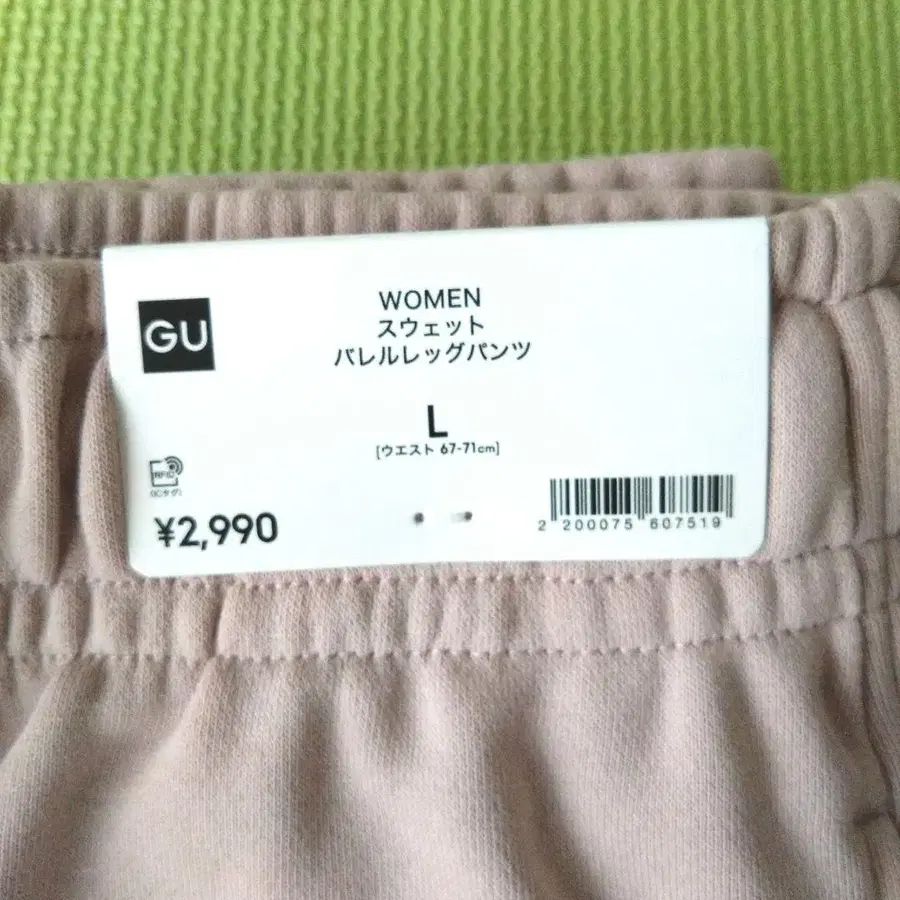 GU
WOMEN
スウェット
バレルレッグパンツ
L
[ウエスト 67-71cm]
RFID
(ICタグ)
¥2,990
2 200075 607519